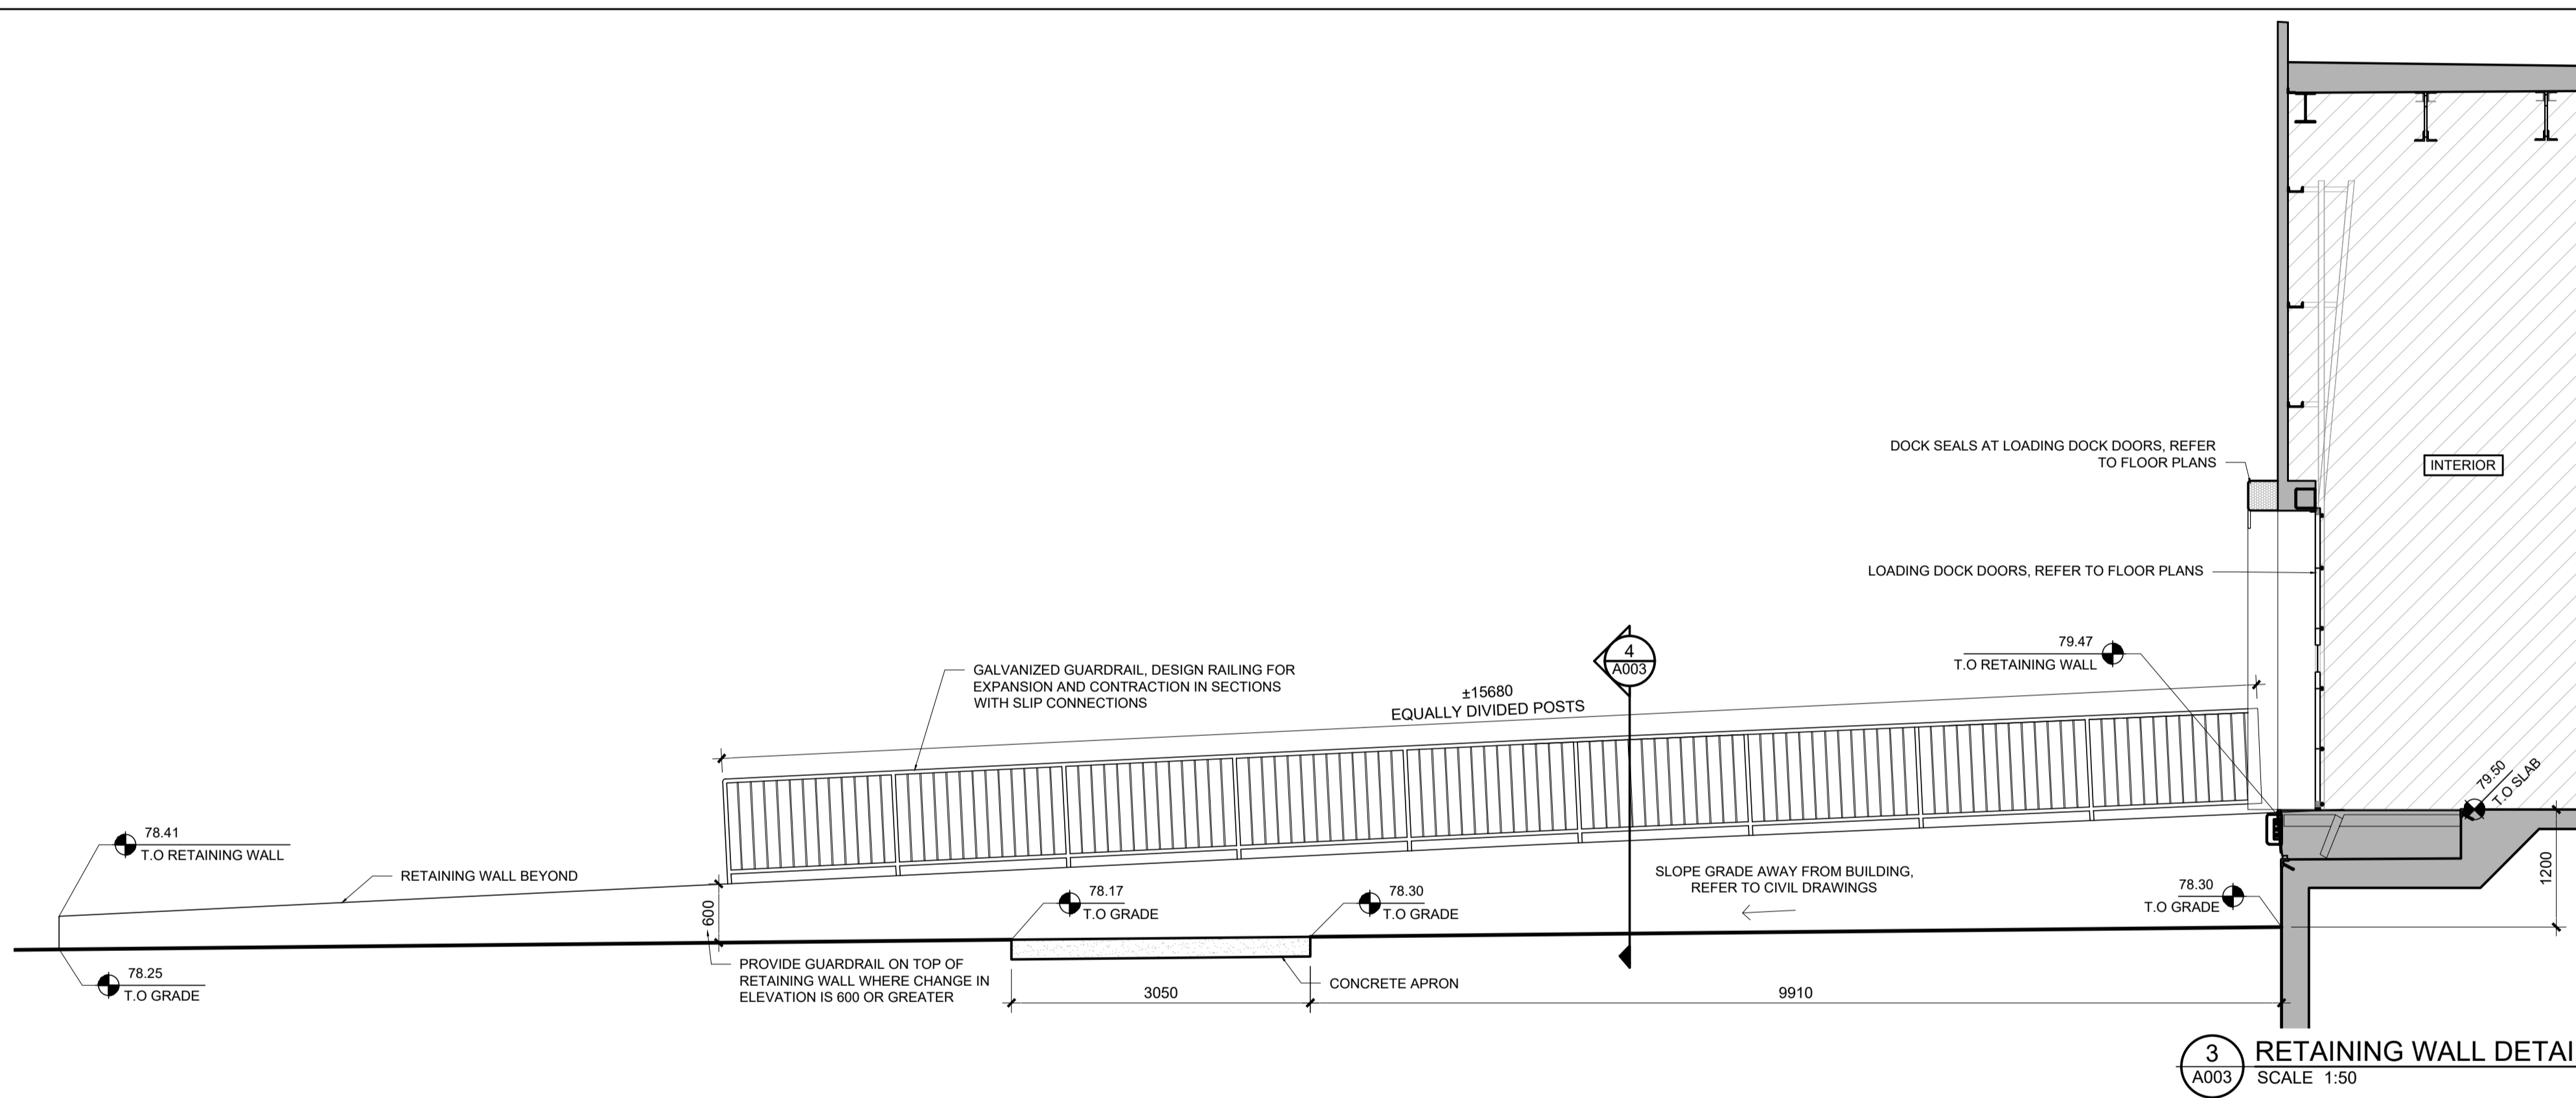 DOCK SEALS AT LOADING DOCK DOORS, REFER
TO FLOOR PLANS
INTERIOR
LOADING DOCK DOORS, REFER TO FLOOR PLANS
79.47
T.O RETAINING WALL
4
A003
GALVANIZED GUARDRAIL, DESIGN RAILING FOR
EXPANSION AND CONTRACTION IN SECTIONS
WITH SLIP CONNECTIONS
±15680
EQUALLY DIVIDED POSTS
79.50
T.O SLAB
78.41
T.O RETAINING WALL
RETAINING WALL BEYOND
600
78.17
T.O GRADE
78.30
T.O GRADE
SLOPE GRADE AWAY FROM BUILDING,
REFER TO CIVIL DRAWINGS
78.30
T.O GRADE
1200
78.25
T.O GRADE
PROVIDE GUARDRAIL ON TOP OF
RETAINING WALL WHERE CHANGE IN
ELEVATION IS 600 OR GREATER
CONCRETE APRON
3050
9910
3
A003
RETAINING WALL DETAI
SCALE 1:50